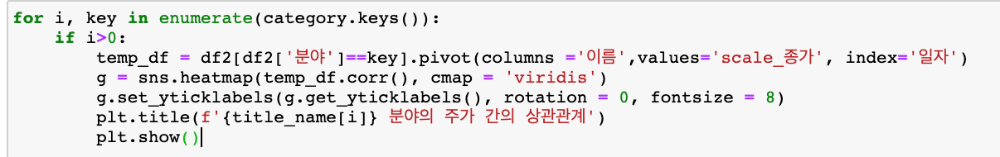 for i, key in enumerate(category.keys()):
    if i>0:
        temp_df = df2[df2['분야']==key].pivot(columns ='이름',values='scale_종가', index='일자')
        g = sns.heatmap(temp_df.corr(), cmap = 'viridis')
        g.set_yticklabels(g.get_yticklabels(), rotation = 0, fontsize = 8)
        plt.title(f'{title_name[i]} 분야의 주가 간의 상관관계')
        plt.show()